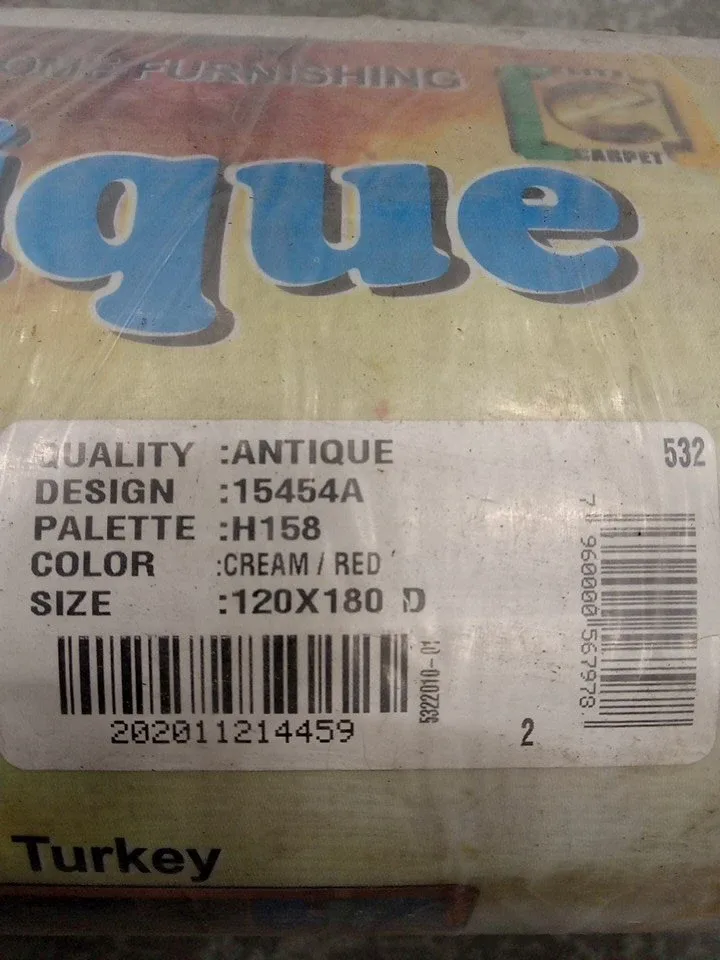 FURNISHING
CARPET
ique
QUALITY :ANTIQUE
532
DESIGN :15454A
PALETTE :H158
COLOR :CREAM / RED
SIZE :120X180 D
202011214459
5322010-01
2
Turkey